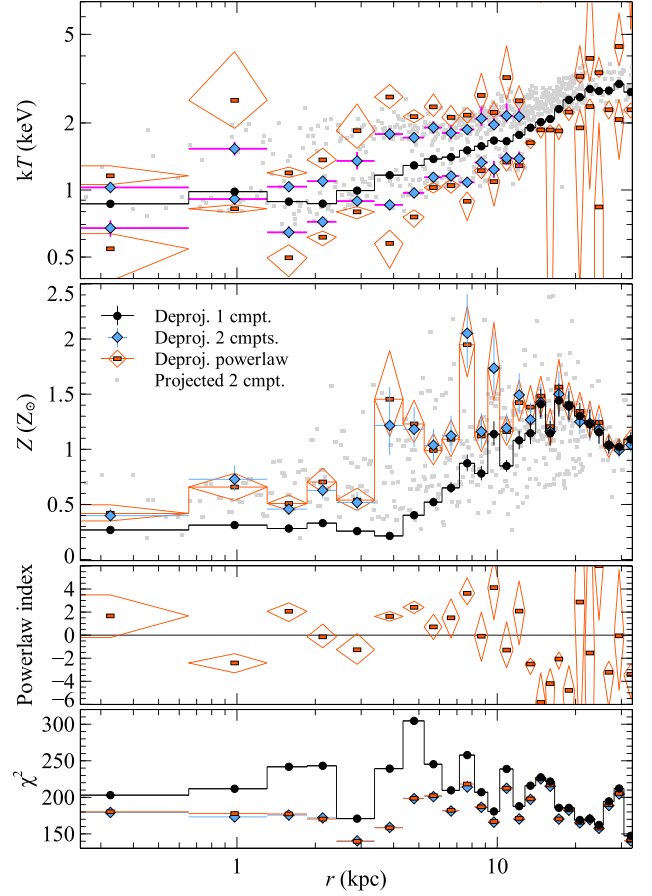 7
5
2
1
0.5
kT (keV)
2.5
2
1.5
1
0.5
0
Z (Z⊙)
Deproj. 1 cmpt.
Deproj. 2 cmpts.
Deproj. powerlaw
Projected 2 cmpt.
4
2
0
−2
−4
−6
Powerlaw index
300
250
200
150
χ²
1
10
r (kpc)